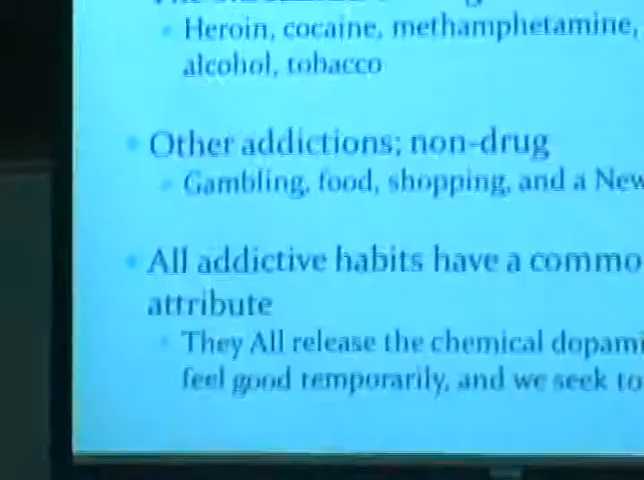 Heroin, cocaine, methamphetamine,
alcohol, tobacco
Other addictions; non-drug
Gambling, food, shopping, and a New
All addictive habits have a commo
attribute
They All release the chemical dopami
feel good temporarily, and we seek to